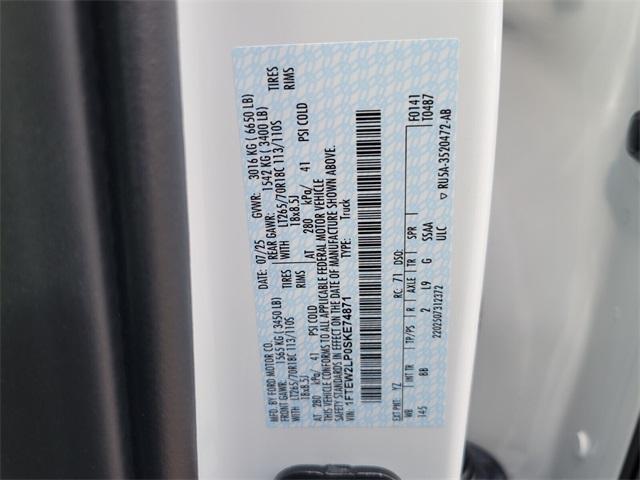 MFD. BY FORD MOTOR CO.
07/25 GVWR: 3016 KG ( 6650 LB)
FRONT GAWR: 1565 KG (3450 LB) REAR GAWR: 1542 KG ( 3400 LB)
LT265/70R18C 113/110S TIRES WITH LT265/70R18C 113/110S TIRES
18x8.5J RIMS 18x8.5J RIMS
AT 280 kPa/ 41 PSI COLD AT 280 kPa/ 41 PSI COLD
THIS VEHICLE CONFORMS TO ALL APPLICABLE FEDERAL MOTOR VEHICLE
SAFETY STANDARDS IN EFFECT ON THE DATE OF MANUFACTURE SHOWN ABOVE.
VIN: 1FTEW2LP0SKE74871 TYPE: Truck
F0141
T0487
EXT PNT: YZ RC: 71 DSO:
WB INT TR TP/PS R AXLE TR SPR
145 BB 2 L9 G SSAA
2202507312372 ULC
▽ RU5A-3520472-AB